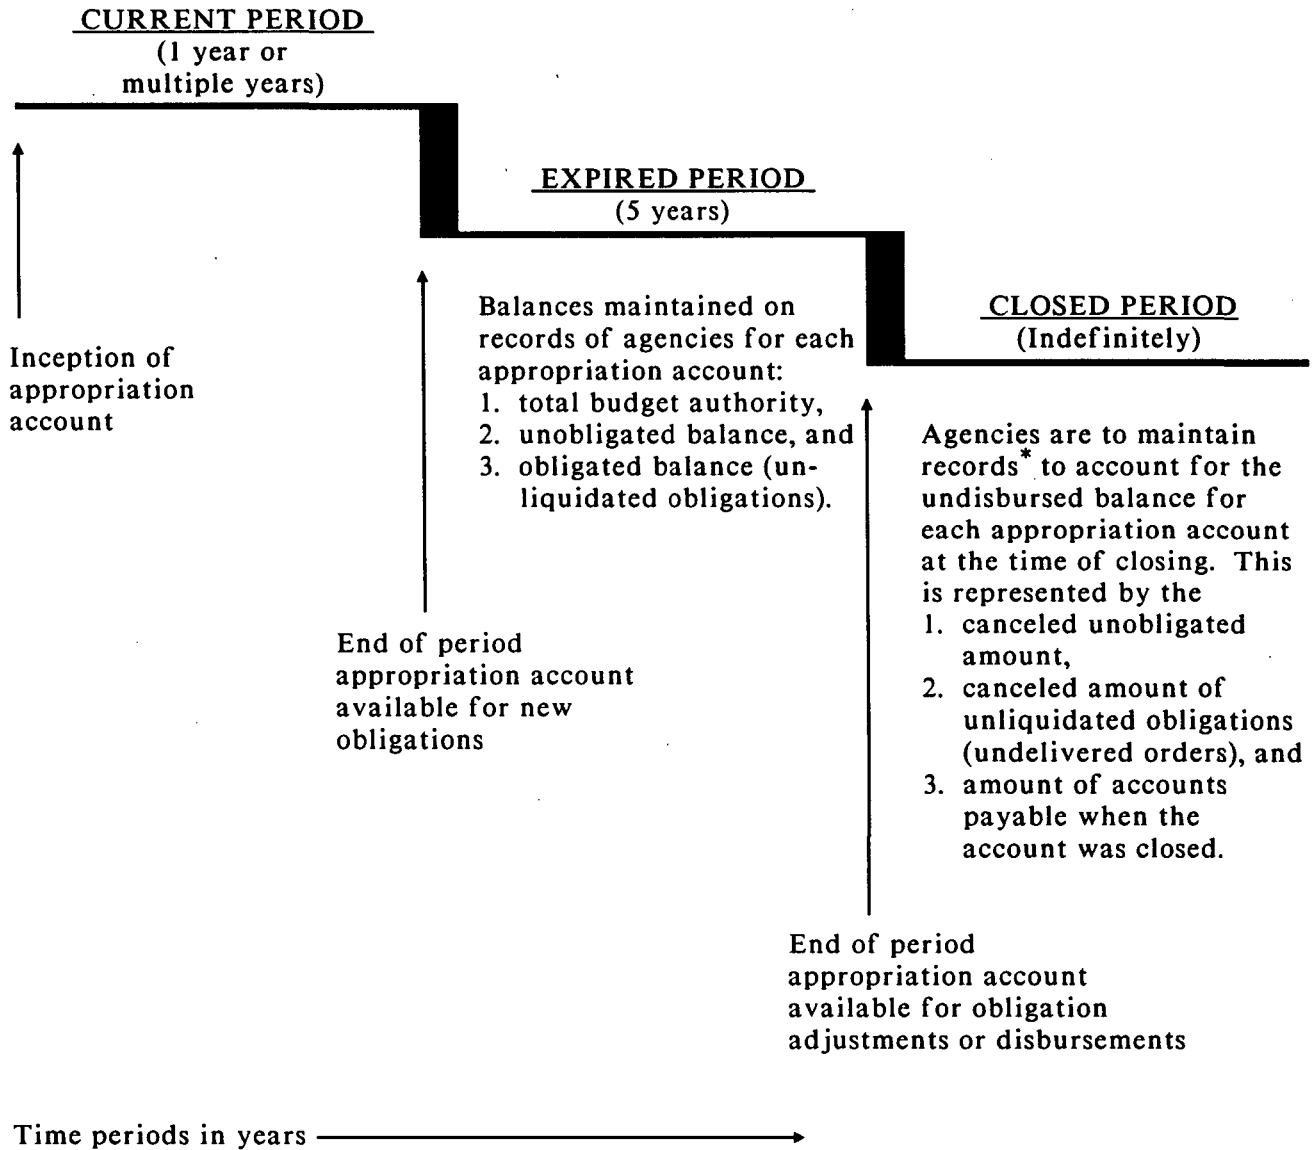 CURRENT PERIOD
(1 year or
multiple years)
EXPIRED PERIOD
(5 years)
CLOSED PERIOD
(Indefinitely)
Inception of
appropriation
account
Balances maintained on
records of agencies for each
appropriation account:
1. total budget authority,
2. unobligated balance, and
3. obligated balance (un-
liquidated obligations).
Agencies are to maintain
records* to account for the
undisbursed balance for
each appropriation account
at the time of closing. This
is represented by the
1. canceled unobligated
amount,
2. canceled amount of
unliquidated obligations
(undelivered orders), and
3. amount of accounts
payable when the
account was closed.
End of period
appropriation account
available for new
obligations
End of period
appropriation account
available for obligation
adjustments or disbursements
Time periods in years